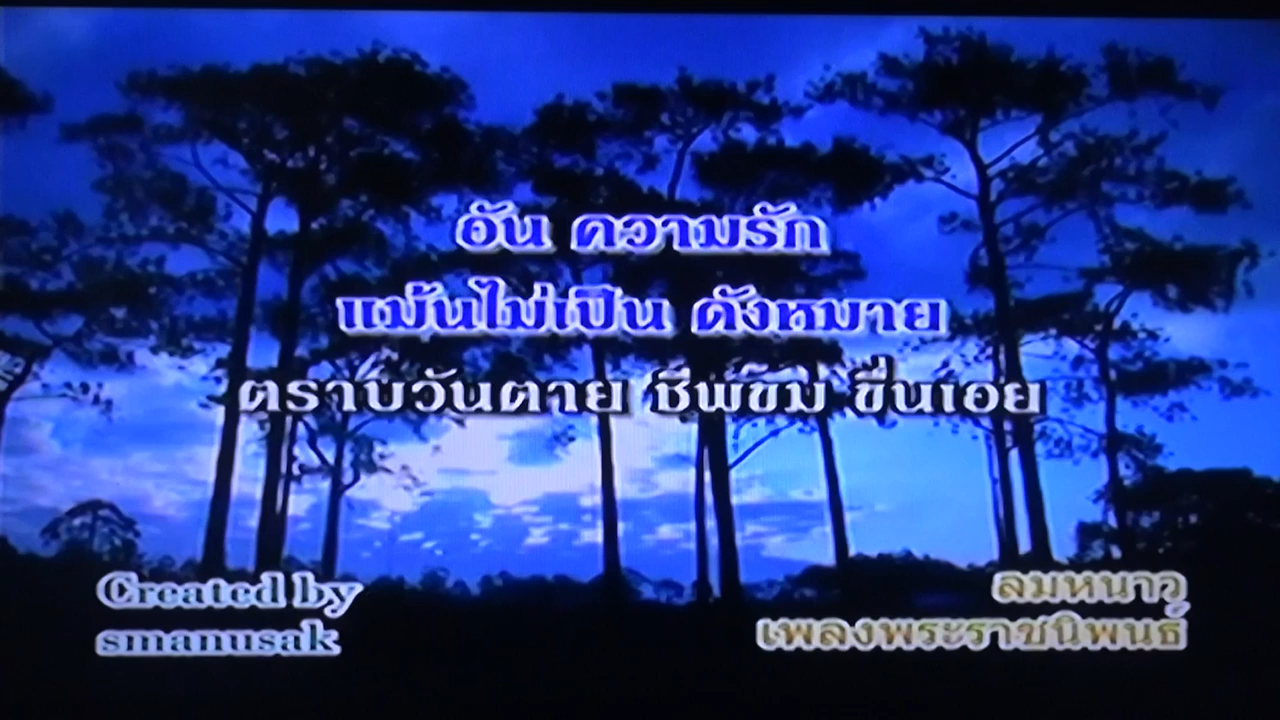 อัน ความรัก
แม้นไม่เป็น ดังหมาย
ตราบวันตาย ชีพขม ขื่นเอย
Created by
smanusak
ลมหนาว
เพลงพระราชนิพนธ์